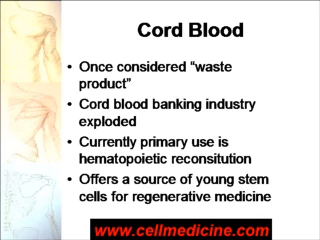 Cord Blood
• Once considered “waste
product”
• Cord blood banking industry
exploded
• Currently primary use is
hematopoietic reconsitution
• Offers a source of young stem
cells for regenerative medicine
www.cellmedicine.com